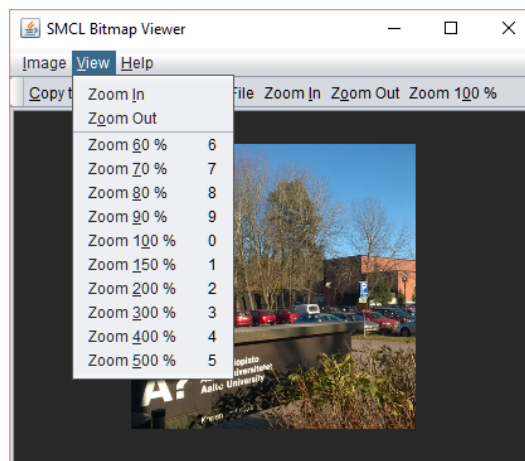 SMCL Bitmap Viewer
Image View Help
Copy t File Zoom In Zoom Out Zoom 100 %
Zoom In
Zoom Out
Zoom 60 % 6
Zoom 70 % 7
Zoom 80 % 8
Zoom 90 % 9
Zoom 100 % 0
Zoom 150 % 1
Zoom 200 % 2
Zoom 300 % 3
Zoom 400 % 4
Zoom 500 % 5
P
A?
Aalto University